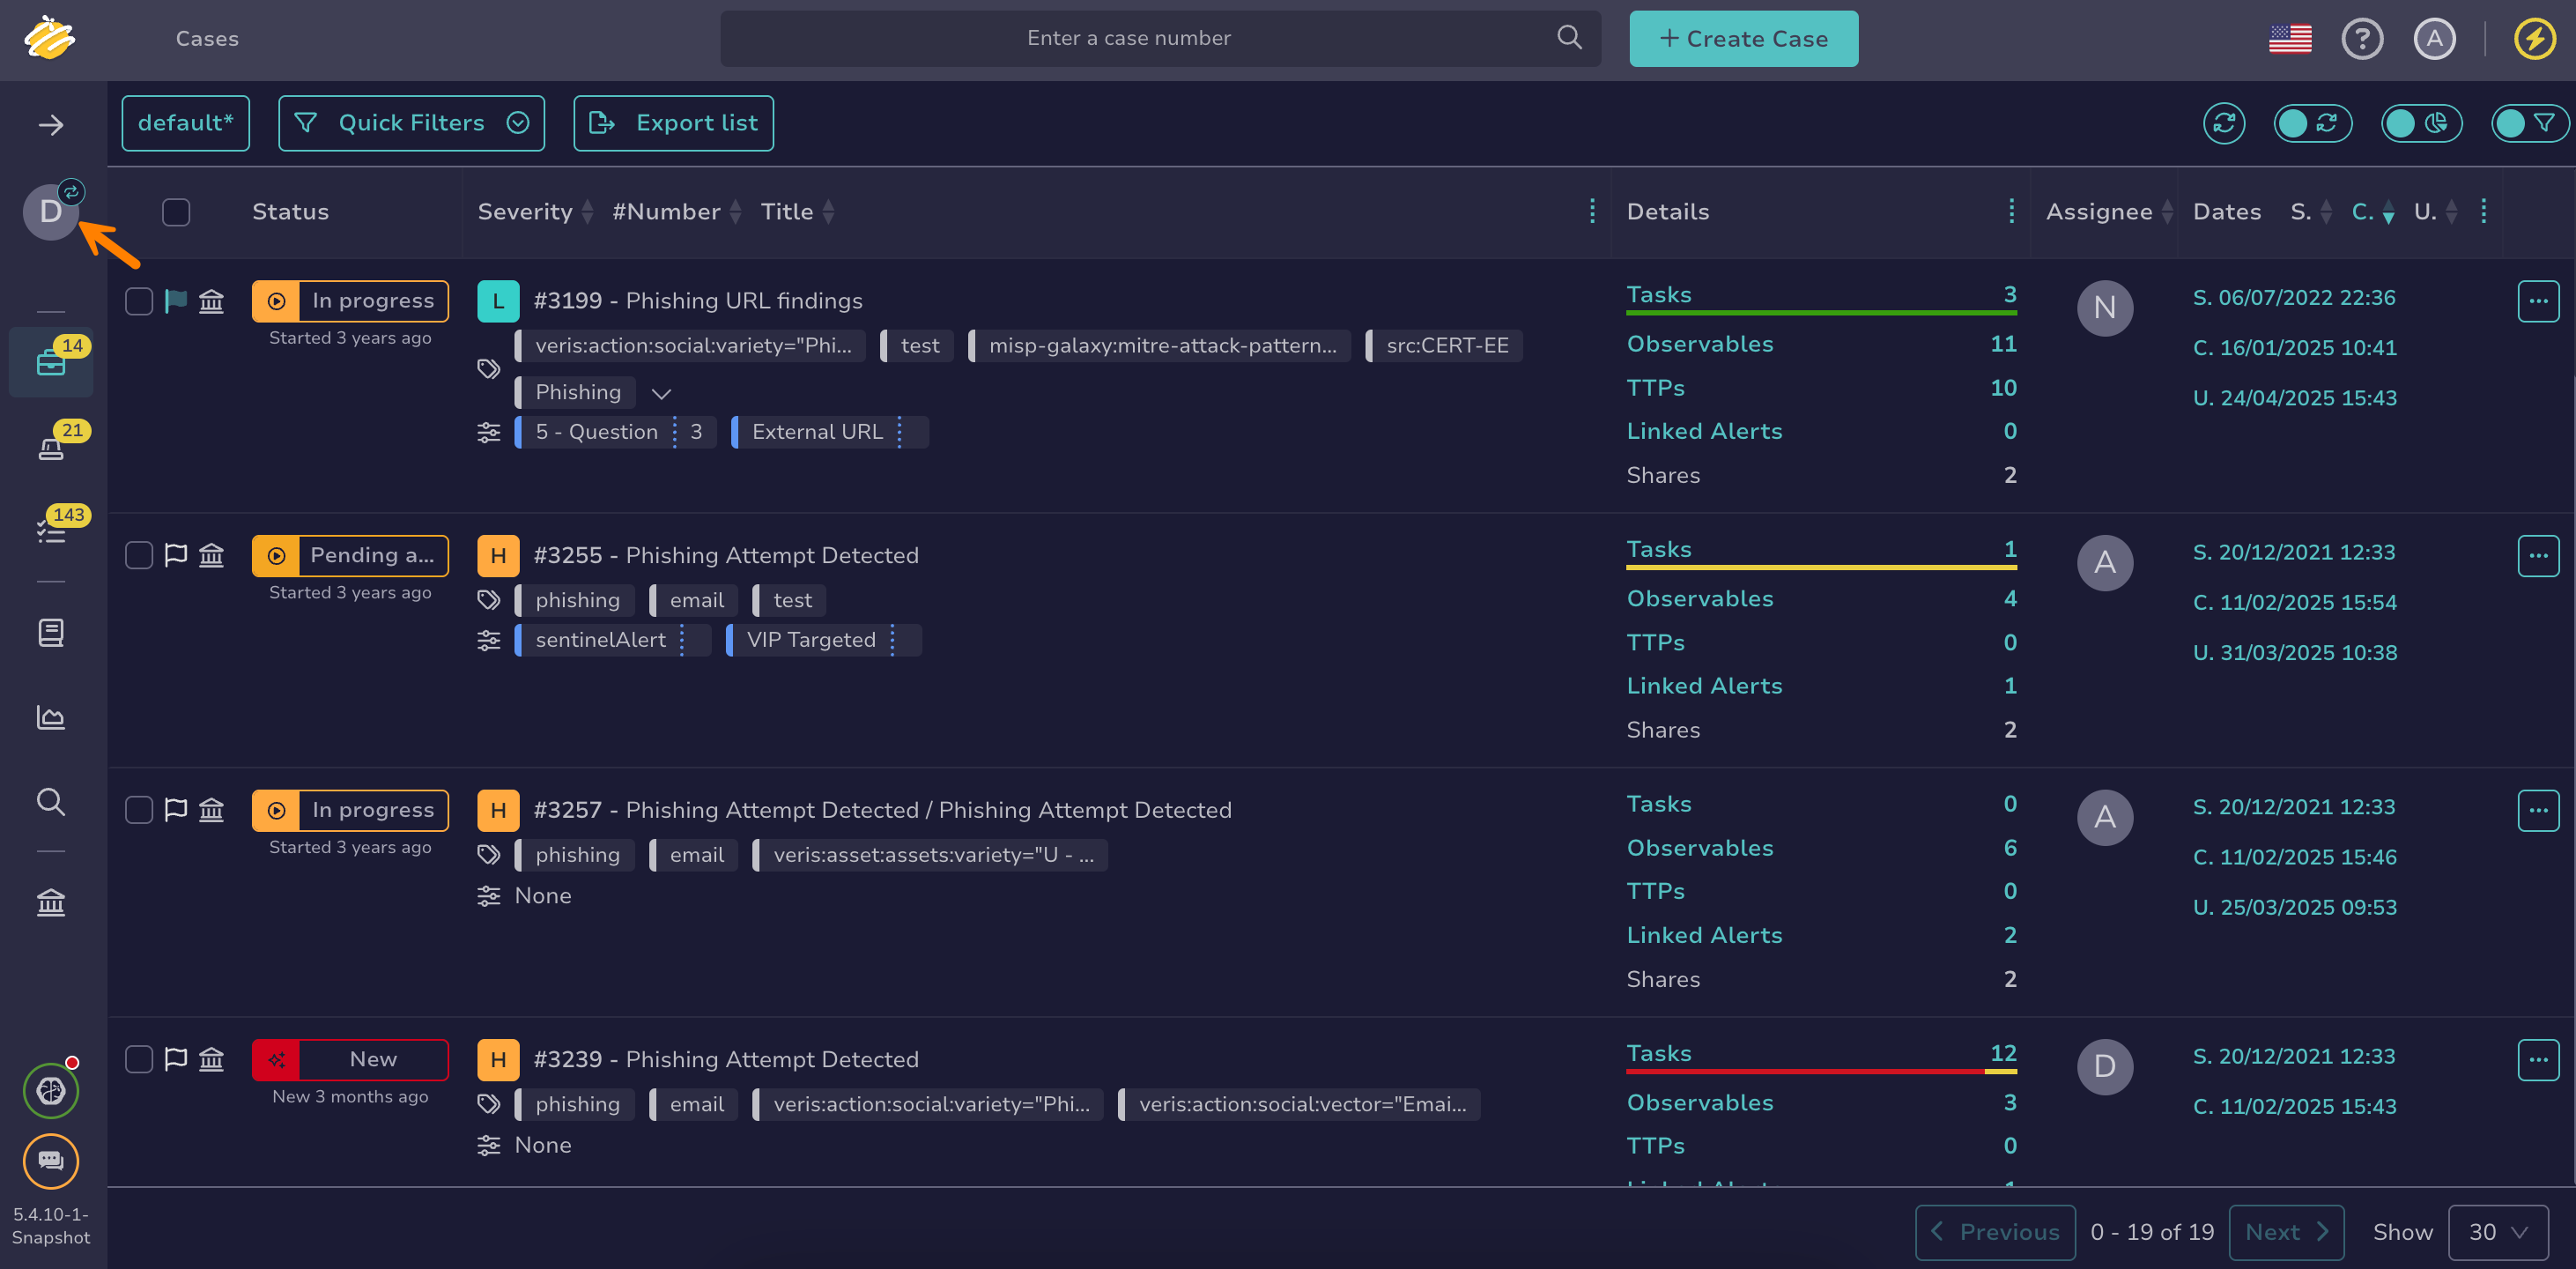 Cases
Enter a case number
+ Create Case
A
default*
Quick Filters
Export list
D
Status
Severity
#Number
Title
Details
Assignee
Dates
S.
C.
U.
14
21
143
In progress
Started 3 years ago
L
#3199 - Phishing URL findings
veris:action:social:variety="Phi...
test
misp-galaxy:mitre-attack-pattern...
src:CERT-EE
Phishing
5 - Question
3
External URL
Tasks 3
Observables 11
TTPs 10
Linked Alerts 0
Shares 2
N
S. 06/07/2022 22:36
C. 16/01/2025 10:41
U. 24/04/2025 15:43
Pending a...
Started 3 years ago
H
#3255 - Phishing Attempt Detected
phishing
email
test
sentinelAlert
VIP Targeted
Tasks 1
Observables 4
TTPs 0
Linked Alerts 1
Shares 2
A
S. 20/12/2021 12:33
C. 11/02/2025 15:54
U. 31/03/2025 10:38
In progress
Started 3 years ago
H
#3257 - Phishing Attempt Detected / Phishing Attempt Detected
phishing
email
veris:asset:assets:variety="U - ...
None
Tasks 0
Observables 6
TTPs 0
Linked Alerts 2
Shares 2
A
S. 20/12/2021 12:33
C. 11/02/2025 15:46
U. 25/03/2025 09:53
New
New 3 months ago
H
#3239 - Phishing Attempt Detected
phishing
email
veris:action:social:variety="Phi...
veris:action:social:vector="Emai...
None
Tasks 12
Observables 3
TTPs 0
D
S. 20/12/2021 12:33
C. 11/02/2025 15:43
5.4.10-1-
Snapshot
Previous
0 - 19 of 19
Next
Show
30